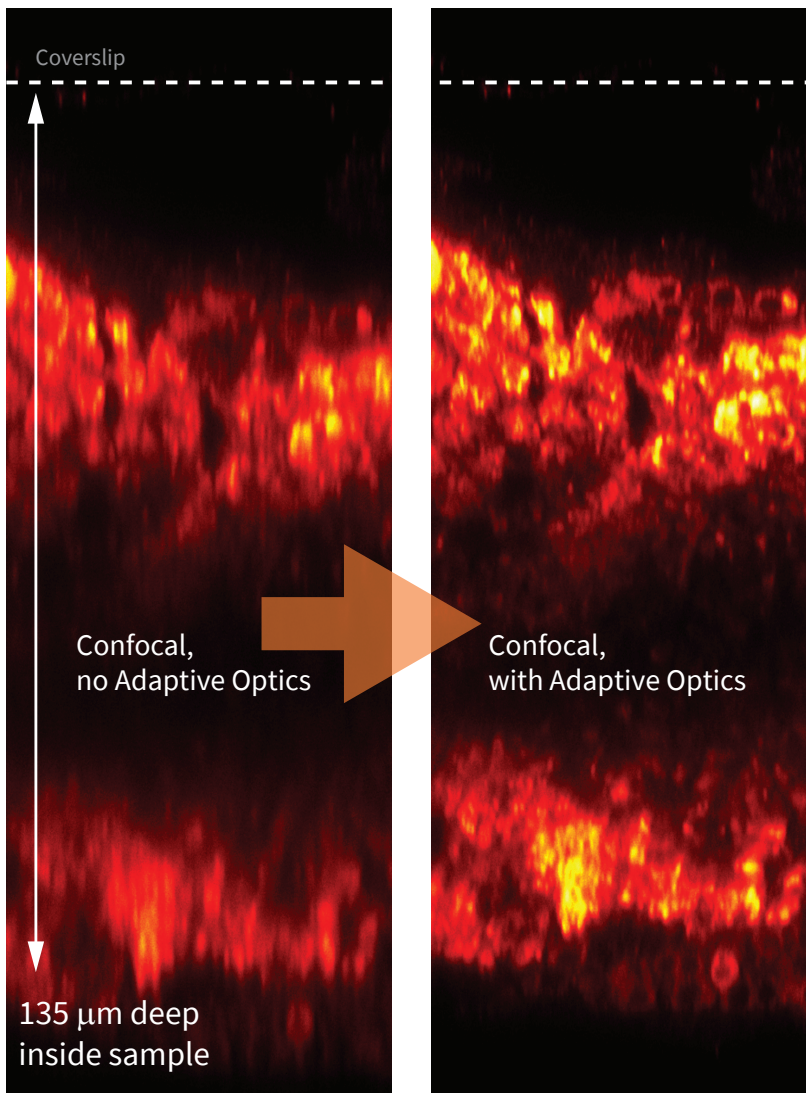 Coverslip
Confocal,
no Adaptive Optics
Confocal,
with Adaptive Optics
135 μm deep
inside sample